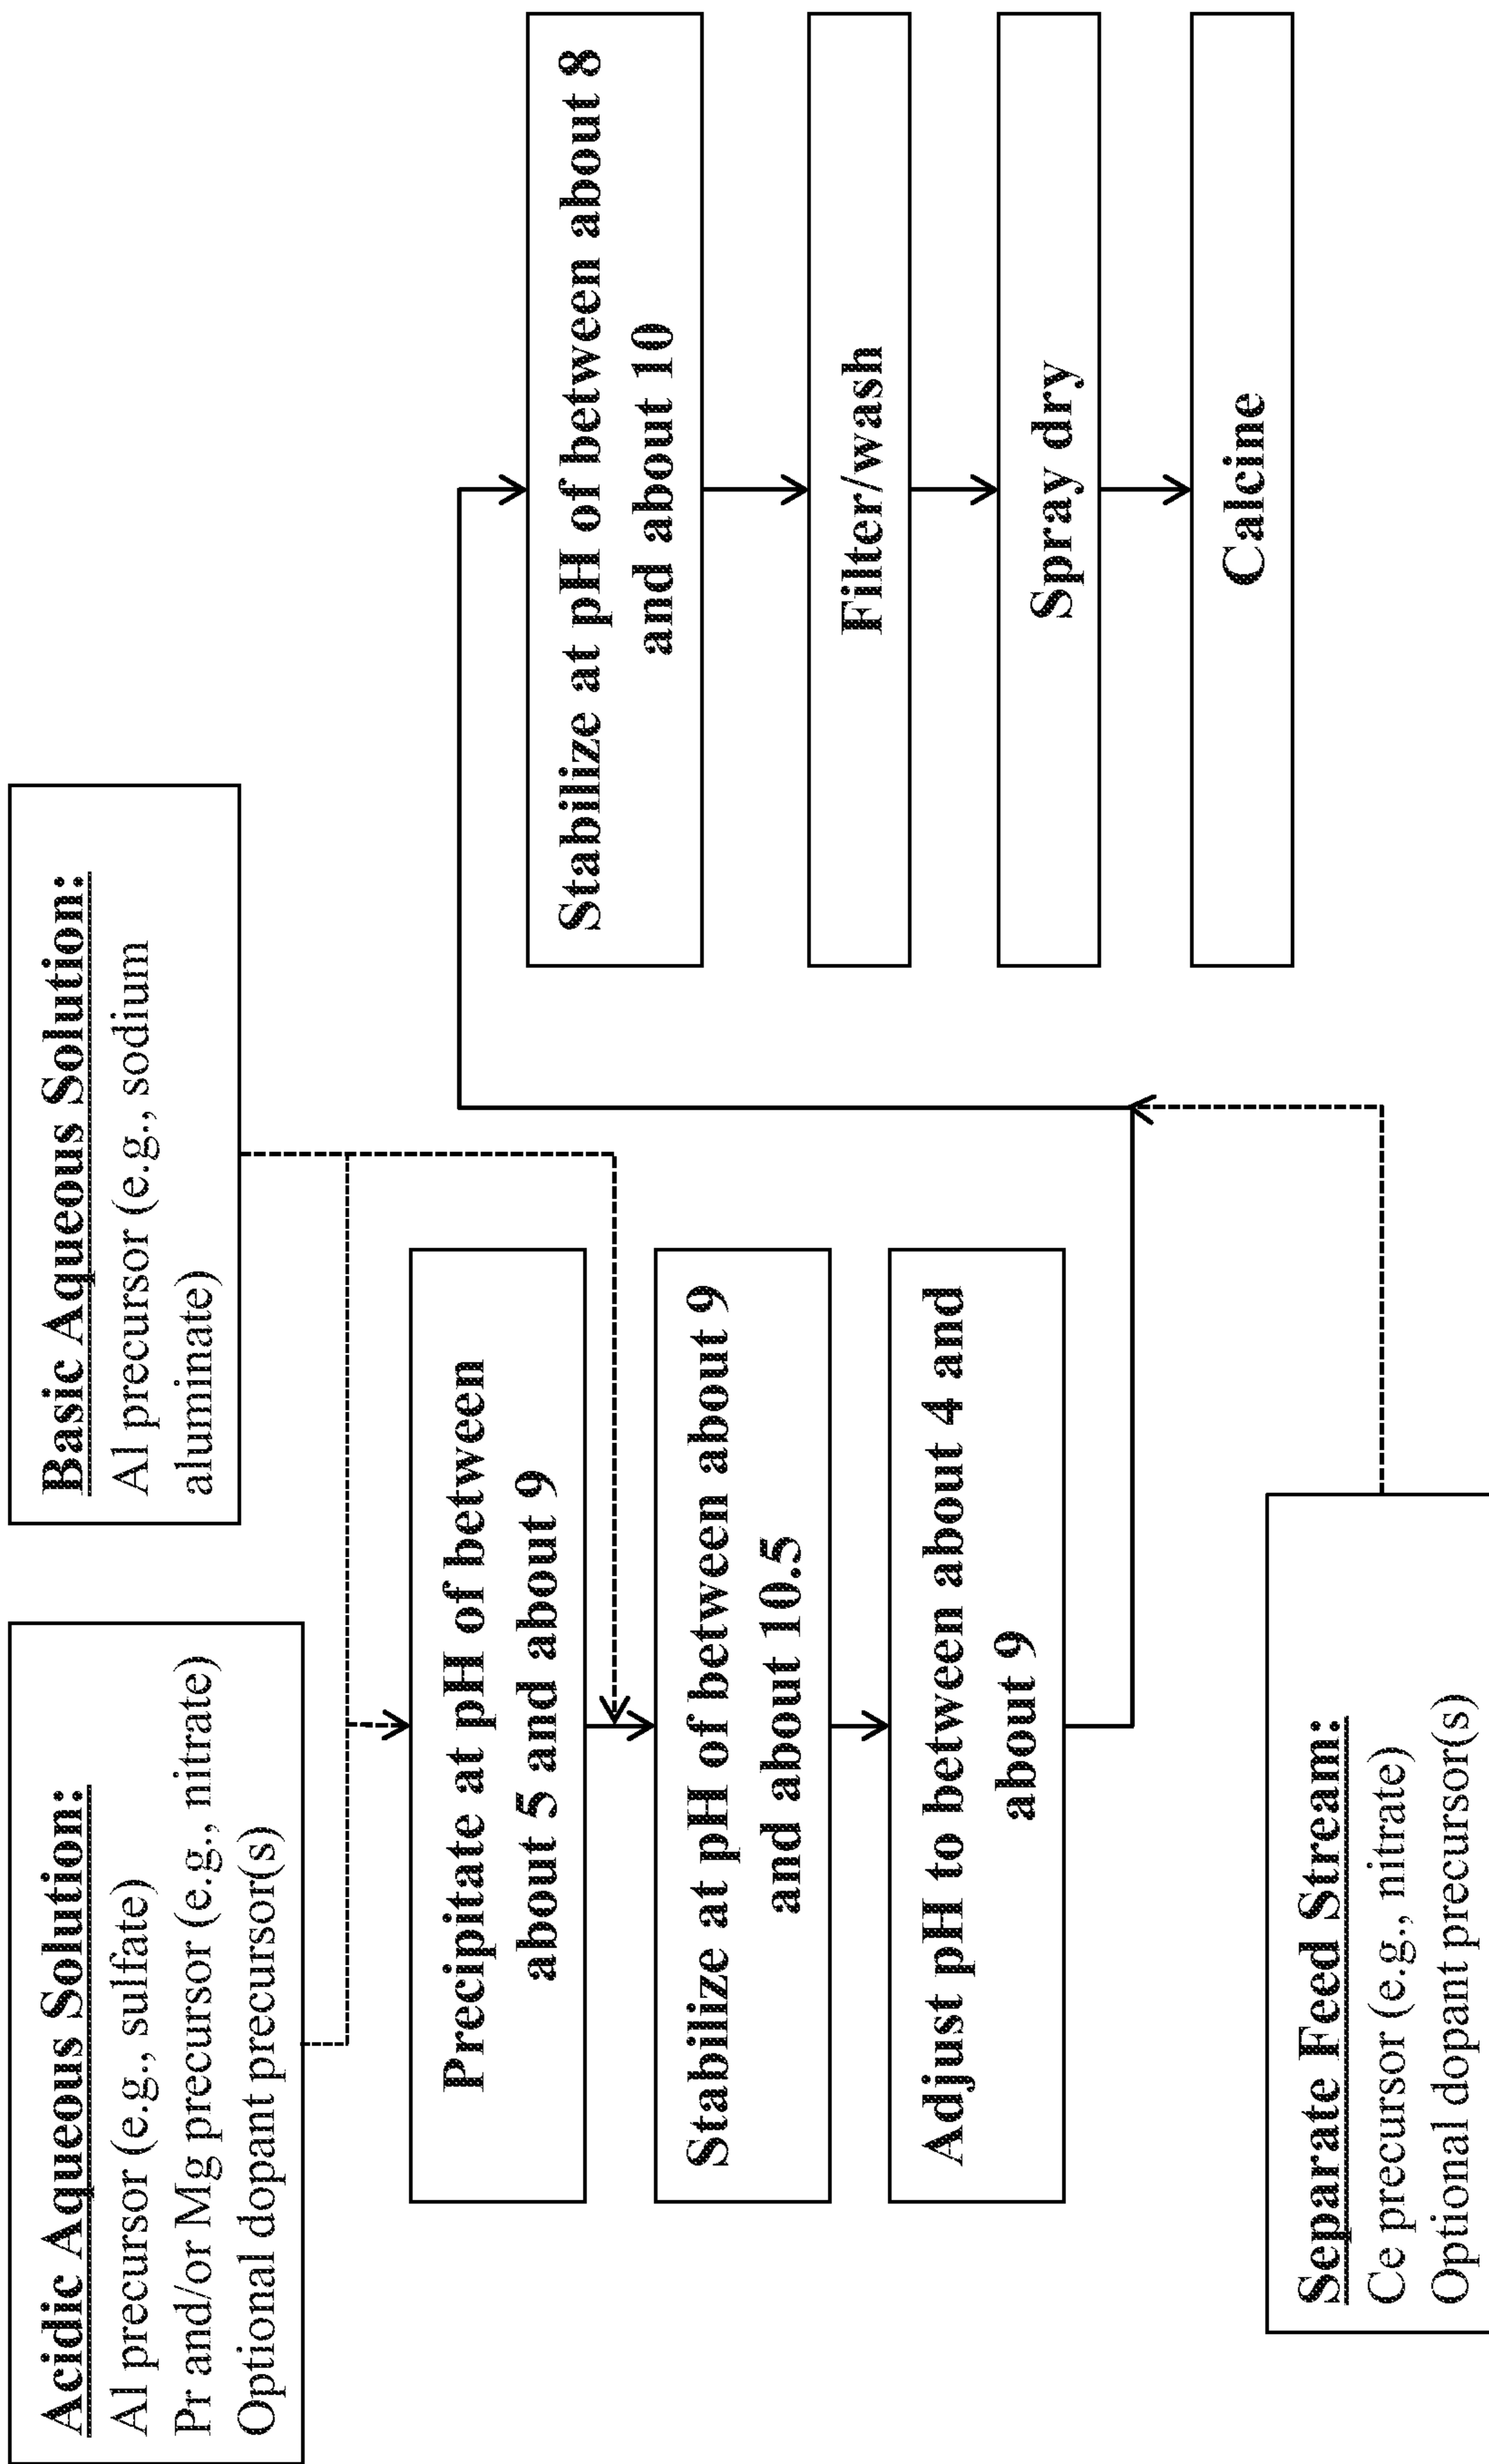 Acidic Aqueous Solution:
Al precursor (e.g., sulfate)
Pr and/or Mg precursor (e.g., nitrate)
Optional dopant precursor(s)
Basic Aqueous Solution:
Al precursor (e.g., sodium
aluminate)
Precipitate at pH of between
about 5 and about 9
Stabilize at pH of between about 9
and about 10.5
Adjust pH to between about 4 and
about 9
Separate Feed Stream:
Ce precursor (e.g., nitrate)
Optional dopant precursor(s)
Stabilize at pH of between about 8
and about 10
Filter/wash
Spray dry
Calcine